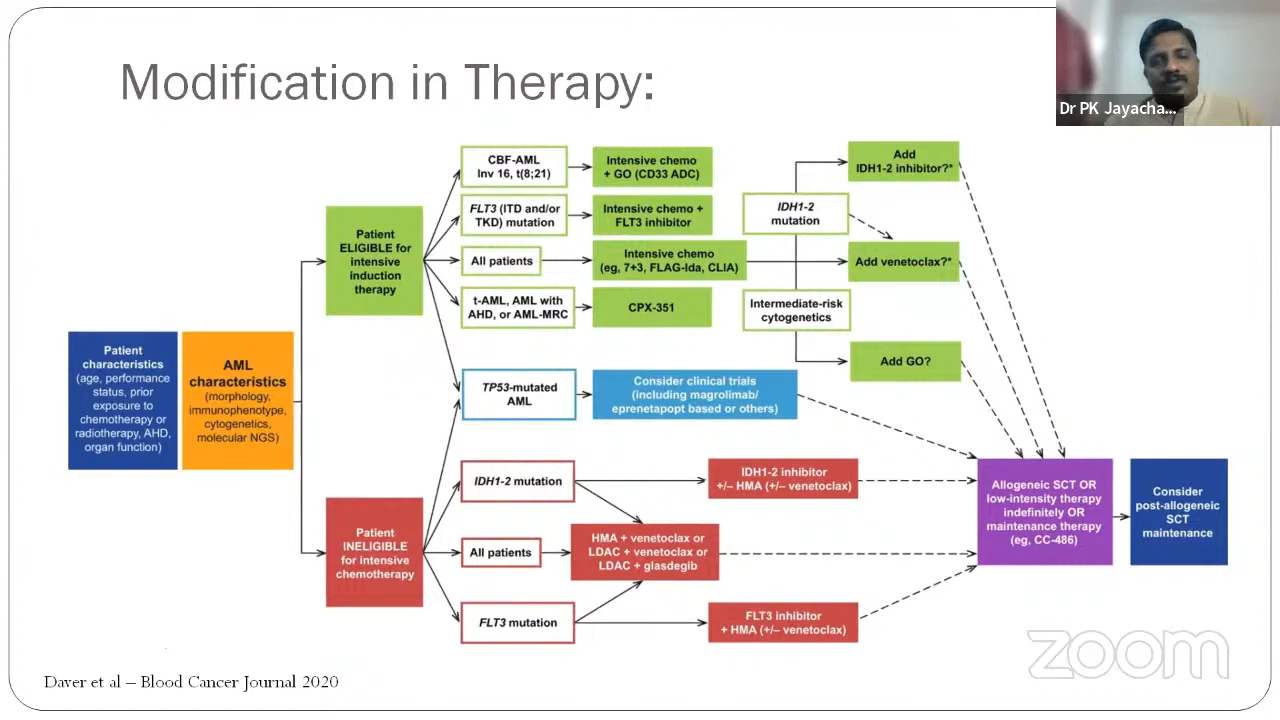 Modification in Therapy:
Dr PK Jayacha...
Patient
characteristics
(age, performance
status, prior
exposure to
chemotherapy or
radiotherapy, AHD,
organ function)
AML
characteristics
(morphology,
immunophenotype,
cytogenetics,
molecular NGS)
Patient
ELIGIBLE for
intensive
induction
therapy
CBF-AML
Inv 16, t(8;21)
Intensive chemo
+ GO (CD33 ADC)
FLT3 (ITD and/or
TKD) mutation
Intensive chemo +
FLT3 inhibitor
All patients
Intensive chemo
(eg, 7+3, FLAG-Ida, CLIA)
t-AML, AML with
AHD, or AML-MRC
CPX-351
IDH1-2
mutation
Intermediate-risk
cytogenetics
Add
IDH1-2 inhibitor?*
Add venetoclax?*
Add GO?
TP53-mutated
AML
Consider clinical trials
(including magrolimab/
eprenetapopt based or others)
Patient
INELIGIBLE
for intensive
chemotherapy
IDH1-2 mutation
IDH1-2 inhibitor
+/– HMA (+/– venetoclax)
All patients
HMA + venetoclax or
LDAC + venetoclax or
LDAC + glasdegib
FLT3 mutation
FLT3 inhibitor
+ HMA (+/– venetoclax)
Allogeneic SCT OR
low-intensity therapy
indefinitely OR
maintenance therapy
(eg, CC-486)
Consider
post-allogeneic
SCT
maintenance
zoom
Daver et al – Blood Cancer Journal 2020